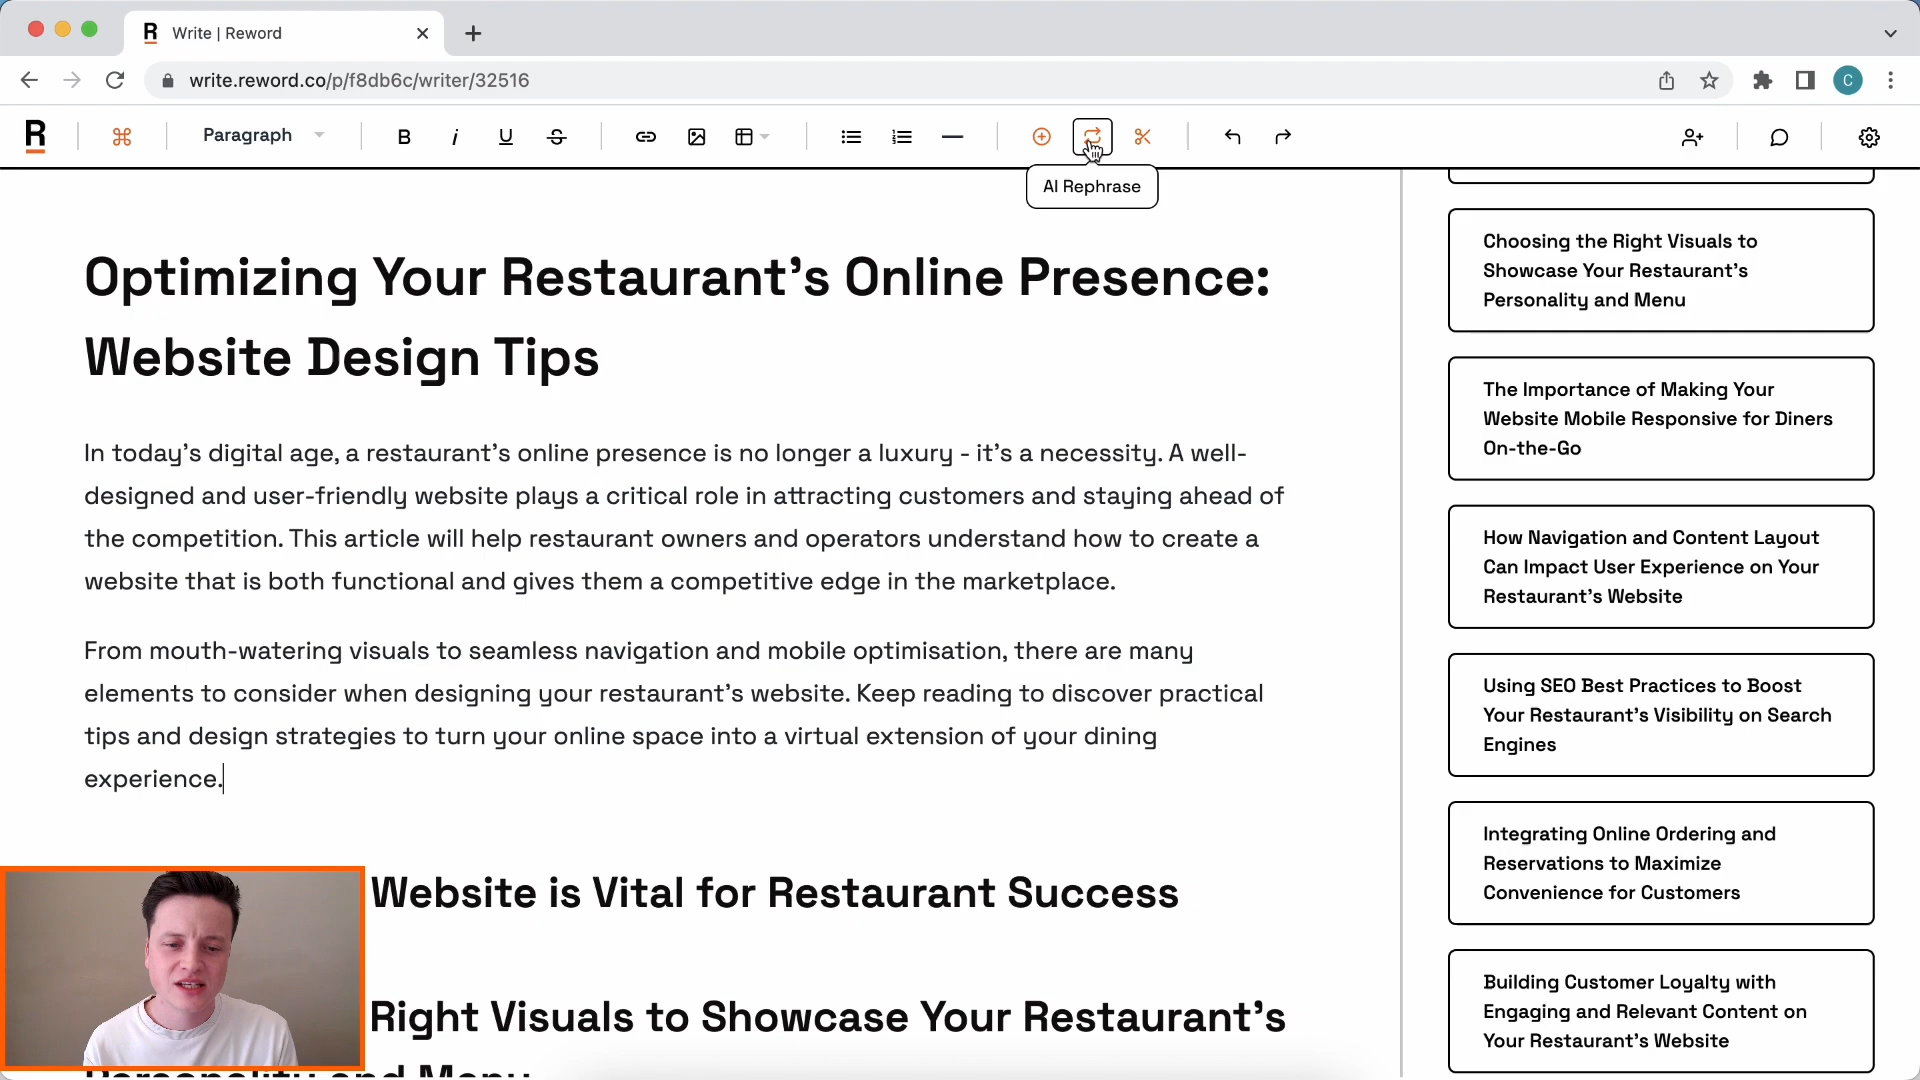 R Write | Reword
write.reword.co/p/f8db6c/writer/32516
C
R
Paragraph
B i U S
AI Rephrase
Optimizing Your Restaurant's Online Presence:
Website Design Tips
In today's digital age, a restaurant's online presence is no longer a luxury - it's a necessity. A well-
designed and user-friendly website plays a critical role in attracting customers and staying ahead of
the competition. This article will help restaurant owners and operators understand how to create a
website that is both functional and gives them a competitive edge in the marketplace.
From mouth-watering visuals to seamless navigation and mobile optimisation, there are many
elements to consider when designing your restaurant's website. Keep reading to discover practical
tips and design strategies to turn your online space into a virtual extension of your dining
experience.
Website is Vital for Restaurant Success
Right Visuals to Showcase Your Restaurant's
Personality and Menu
Choosing the Right Visuals to
Showcase Your Restaurant's
Personality and Menu
The Importance of Making Your
Website Mobile Responsive for Diners
On-the-Go
How Navigation and Content Layout
Can Impact User Experience on Your
Restaurant's Website
Using SEO Best Practices to Boost
Your Restaurant's Visibility on Search
Engines
Integrating Online Ordering and
Reservations to Maximize
Convenience for Customers
Building Customer Loyalty with
Engaging and Relevant Content on
Your Restaurant's Website